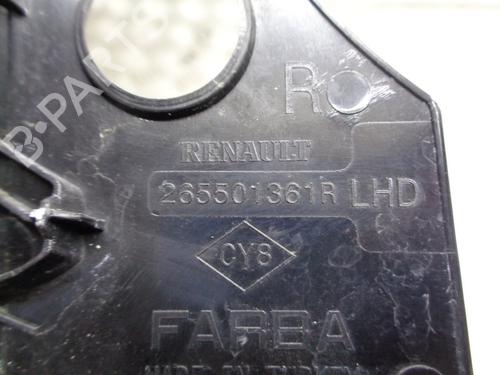 R
RENAULT
265501361R LHD
CY8
FARBA
MADE IN TURKEY
B-PARTS